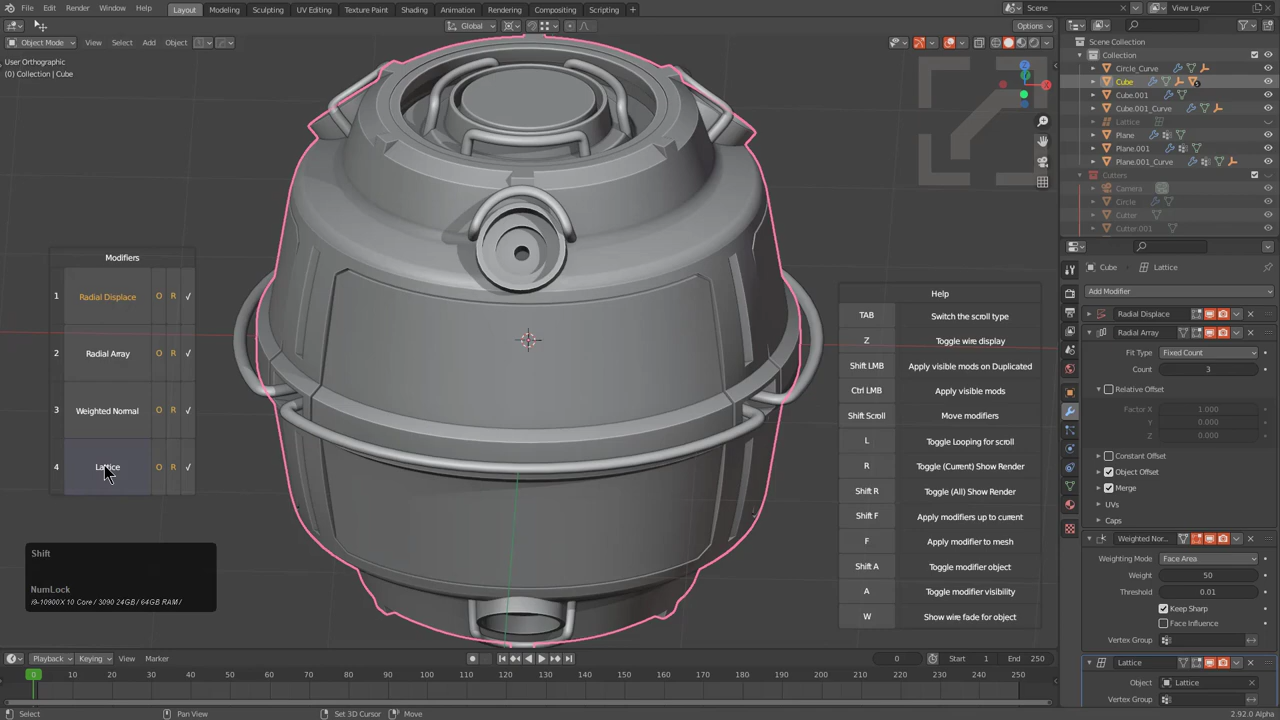 File Edit Render Window Help Layout Modeling Sculpting UV Editing Texture Paint Shading Animation Rendering Compositing Scripting + Scene View Layer
Global Options
Object Mode View Select Add Object
User Orthographic
(0) Collection | Cube
Scene Collection
Collection
Circle_Curve
Cube
Cube.001
Cube.001_Curve
Lattice
Plane
Plane.001
Plane.001_Curve
Cutters
Camera
Circle
Cutter
Cutter.001
Modifiers
1 Radial Displace O R ✓
2 Radial Array O R ✓
3 Weighted Normal O R ✓
4 Lattice O R ✓
Shift
NumLock
i9-10900X 10 Core / 3090 24GB / 64GB RAM /
Help
TAB Switch the scroll type
Z Toggle wire display
Shift LMB Apply visible mods on Duplicated
Ctrl LMB Apply visible mods
Shift Scroll Move modifiers
L Toggle Looping for scroll
R Toggle (Current) Show Render
Shift R Toggle (All) Show Render
Shift F Apply modifiers up to current
F Apply modifier to mesh
Shift A Toggle modifier object
A Toggle modifier visibility
W Show wire fade for object
Cube Lattice
Add Modifier
Radial Displace
Radial Array
Fit Type Fixed Count
Count 3
Relative Offset
Factor X 1.000
Y 0.000
Z 0.000
Constant Offset
Object Offset
Merge
UVs
Caps
Weighted Nor...
Weighting Mode Face Area
Weight 50
Threshold 0.01
Keep Sharp
Face Influence
Vertex Group
Lattice
Object Lattice
Vertex Group
Playback Keying View Marker 0 Start 1 End 250
0 10 20 30 40 50 60 70 80 90 100 110 120 130 140 150 160 170 180 190 200 210 220 230 240 250
Select Pan View Set 3D Cursor Move 2.92.0 Alpha